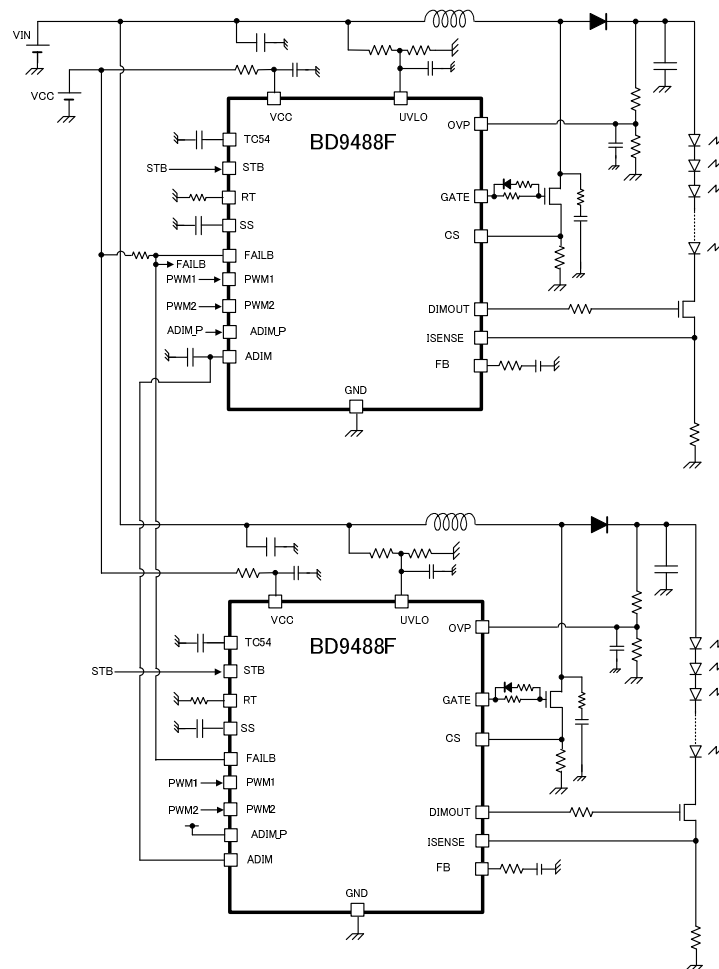 VIN
VCC
VCC
UVLO
BD9488F
TC54
OVP
STB
STB
RT
GATE
SS
CS
FAILB
FAILB
PWM1
PWM1
PWM2
PWM2
DIMOUT
ADIM_P
ADIM_P
ISENSE
ADIM
FB
GND
VCC
UVLO
BD9488F
OVP
TC54
STB
STB
RT
GATE
SS
CS
FAILB
PWM1
PWM1
PWM2
PWM2
DIMOUT
ADIM_P
ISENSE
ADIM
FB
GND